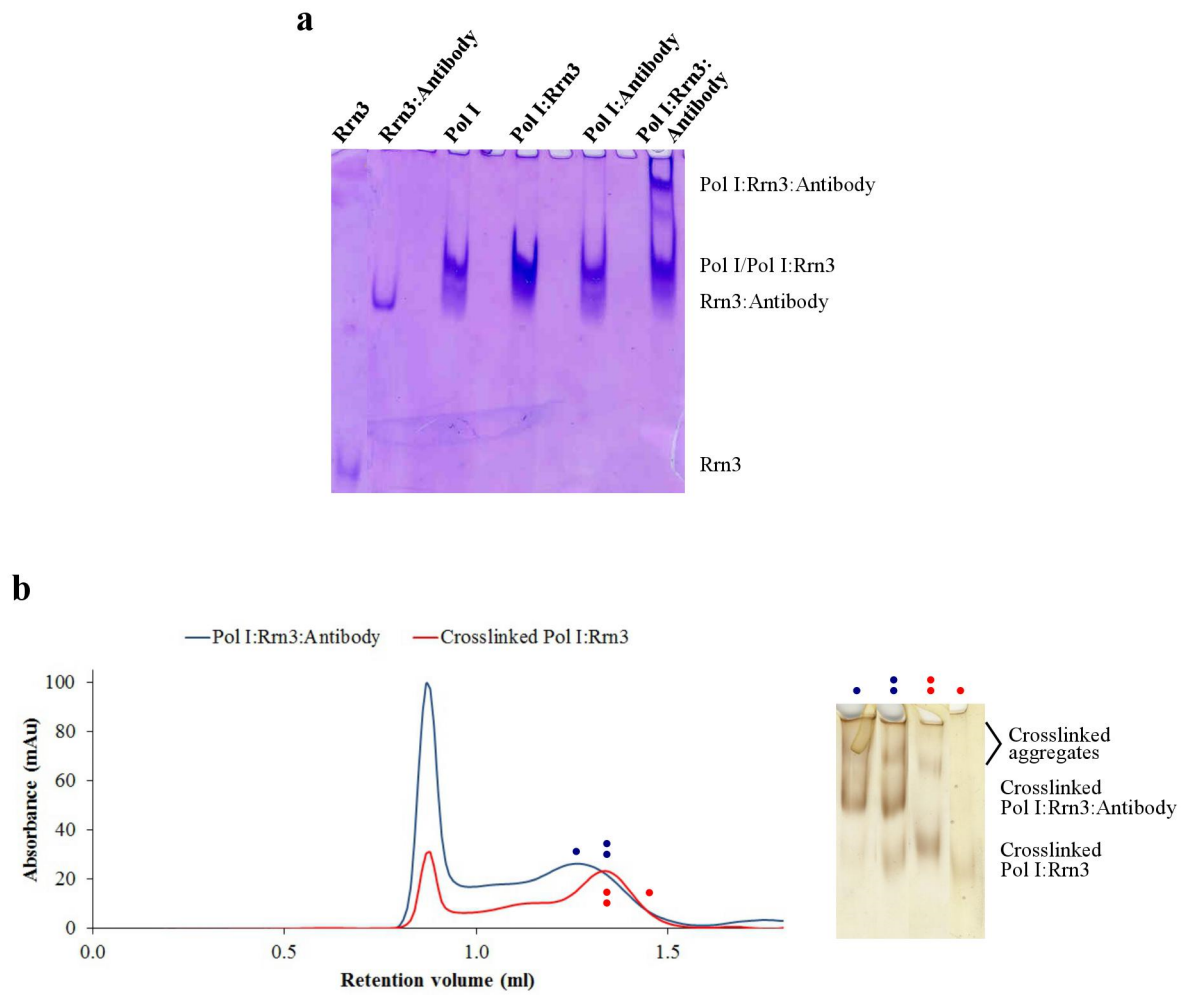 a
Rrn3
Rrn3:Antibody
Pol I
Pol I:Rrn3
Pol I:Antibody
Pol I:Rrn3:
Antibody
Pol I:Rrn3:Antibody
Pol I/Pol I:Rrn3
Rrn3:Antibody
Rrn3
b
Pol I:Rrn3:Antibody
Crosslinked Pol I:Rrn3
Absorbance (mAu)
100
80
60
40
20
0
0.0
0.5
1.0
1.5
Retention volume (ml)
Crosslinked
aggregates
Crosslinked
Pol I:Rrn3:Antibody
Crosslinked
Pol I:Rrn3